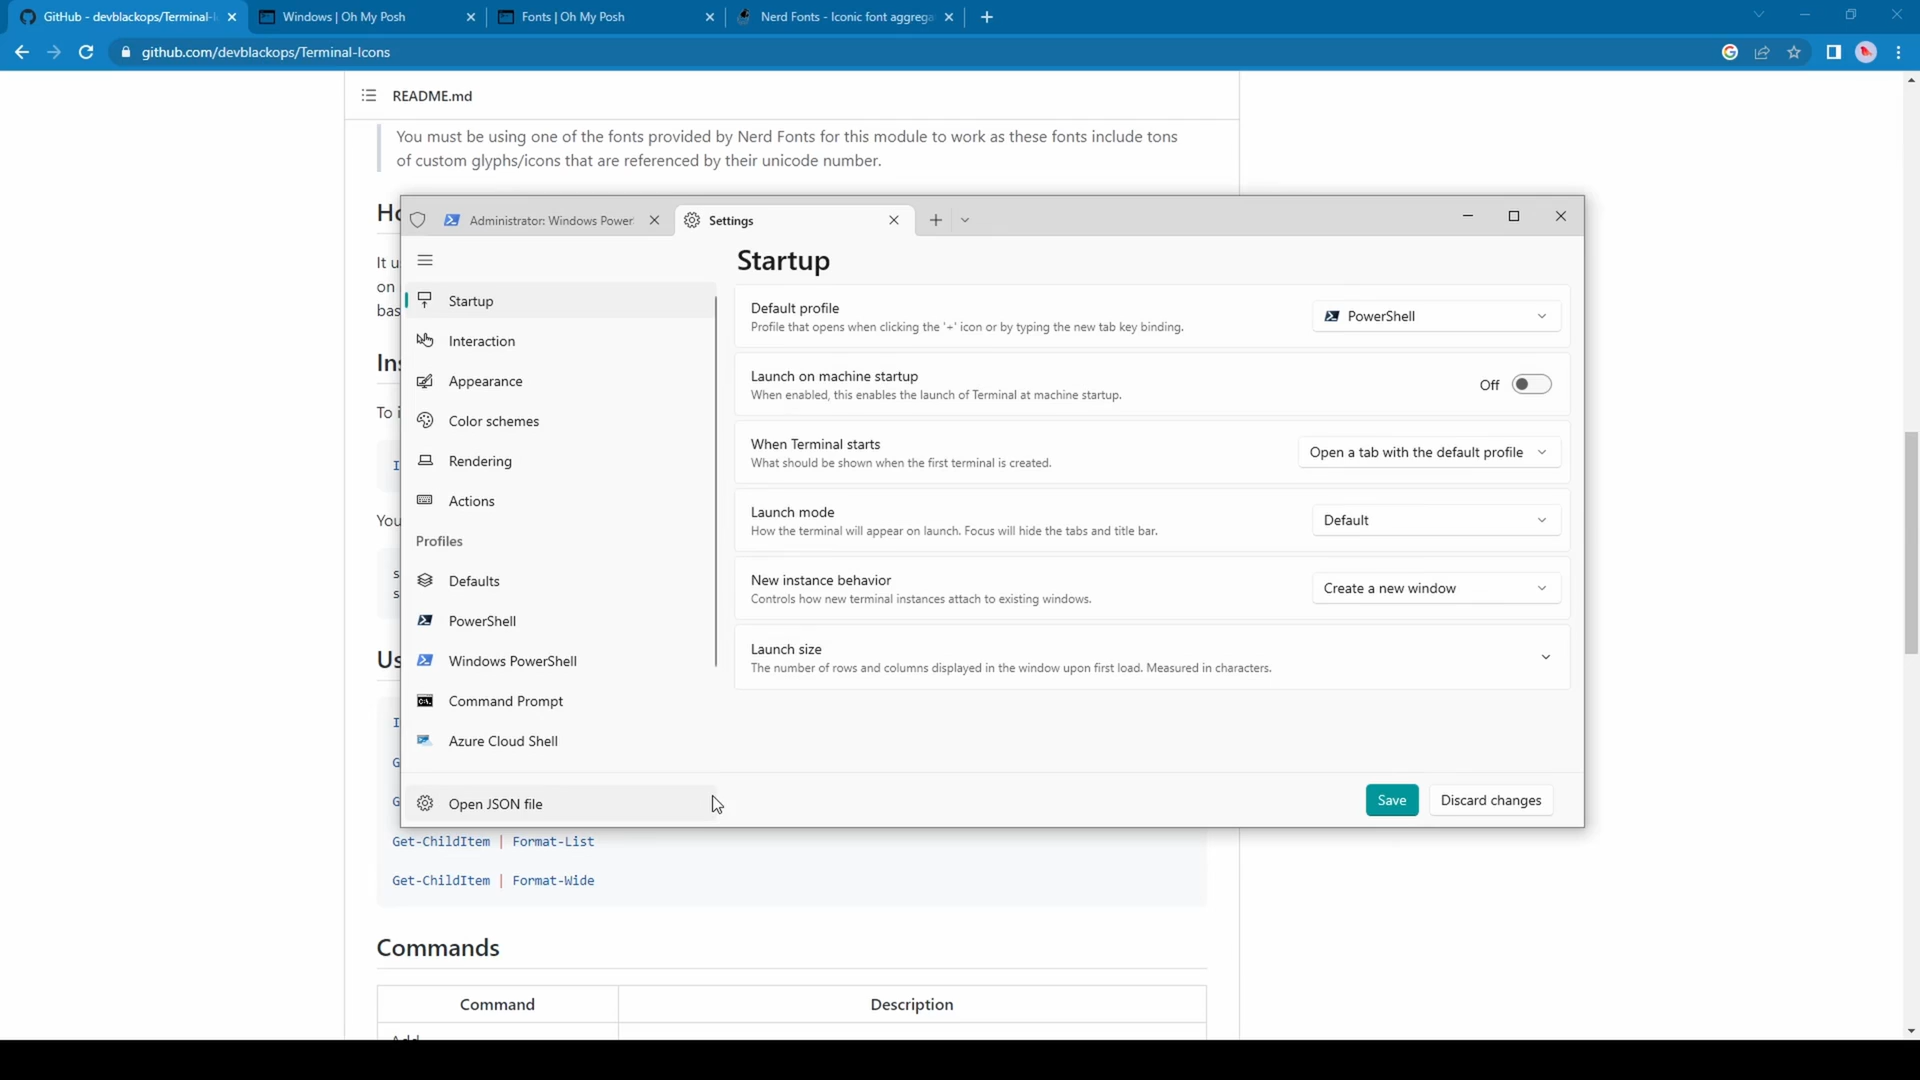 GitHub - devblackops/Terminal-I
Windows | Oh My Posh
Fonts | Oh My Posh
Nerd Fonts - Iconic font aggrega
github.com/devblackops/Terminal-Icons
README.md
You must be using one of the fonts provided by Nerd Fonts for this module to work as these fonts include tons
of custom glyphs/icons that are referenced by their unicode number.
Ho
It u
on
bas
Ins
To i
I
You
s
s
Us
I
G
G
Administrator: Windows Power
Settings
Startup
Interaction
Appearance
Color schemes
Rendering
Actions
Profiles
Defaults
PowerShell
Windows PowerShell
Command Prompt
Azure Cloud Shell
Open JSON file
Startup
Default profile
Profile that opens when clicking the '+' icon or by typing the new tab key binding.
PowerShell
Launch on machine startup
When enabled, this enables the launch of Terminal at machine startup.
Off
When Terminal starts
What should be shown when the first terminal is created.
Open a tab with the default profile
Launch mode
How the terminal will appear on launch. Focus will hide the tabs and title bar.
Default
New instance behavior
Controls how new terminal instances attach to existing windows.
Create a new window
Launch size
The number of rows and columns displayed in the window upon first load. Measured in characters.
Save
Discard changes
Get-ChildItem | Format-List
Get-ChildItem | Format-Wide
Commands
Command
Description